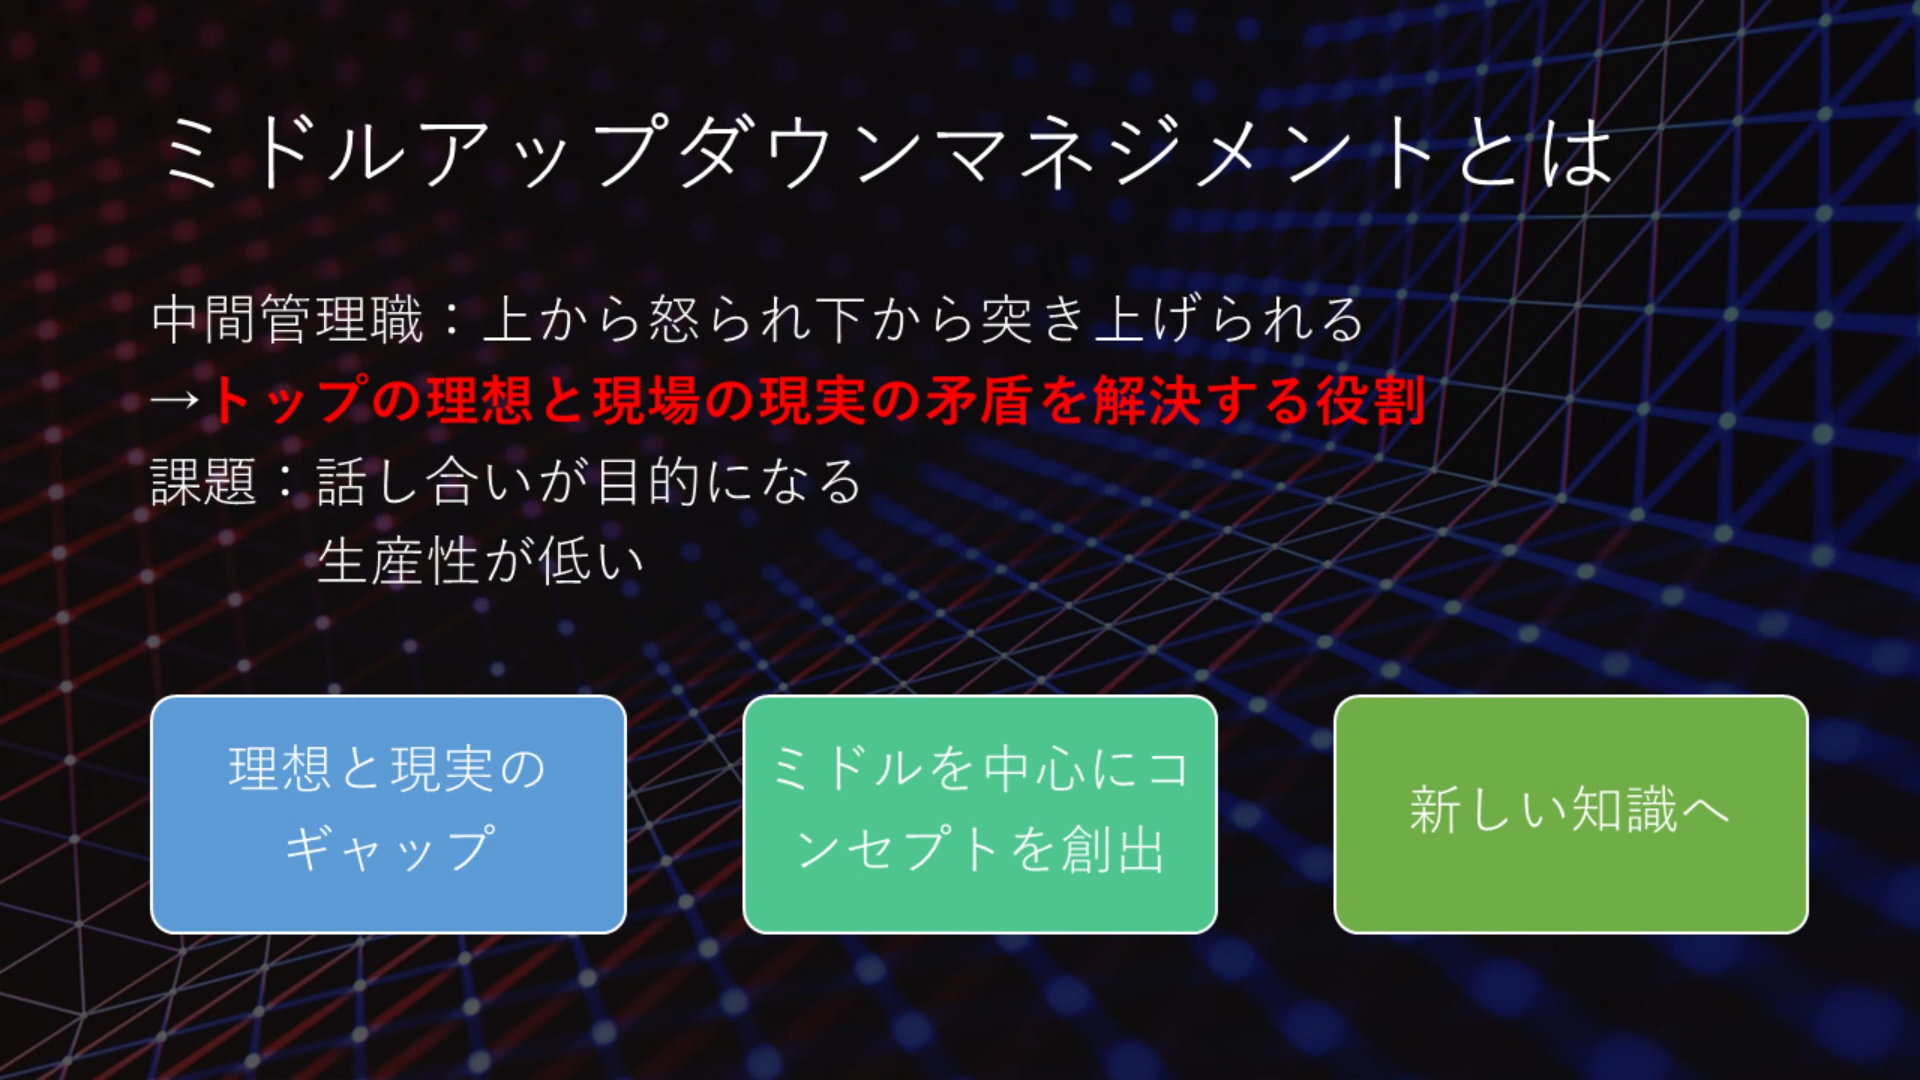 ミドルアップダウンマネジメントとは
中間管理職：上から怒られ下から突き上げられる
→トップの理想と現場の現実の矛盾を解決する役割
課題：話し合いが目的になる
生産性が低い
理想と現実の
ギャップ
ミドルを中心にコ
ンセプトを創出
新しい知識へ